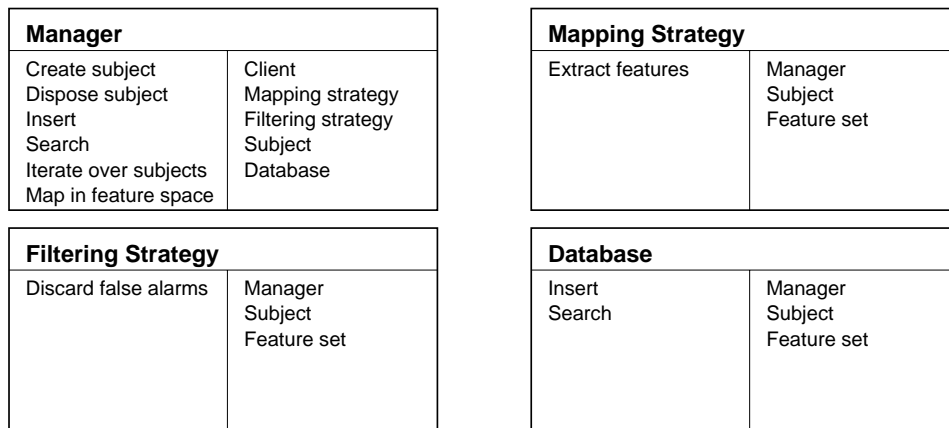 Manager
Create subject
Dispose subject
Insert
Search
Iterate over subjects
Map in feature space
Client
Mapping strategy
Filtering strategy
Subject
Database
Mapping Strategy
Extract features
Manager
Subject
Feature set
Filtering Strategy
Discard false alarms
Manager
Subject
Feature set
Database
Insert
Search
Manager
Subject
Feature set